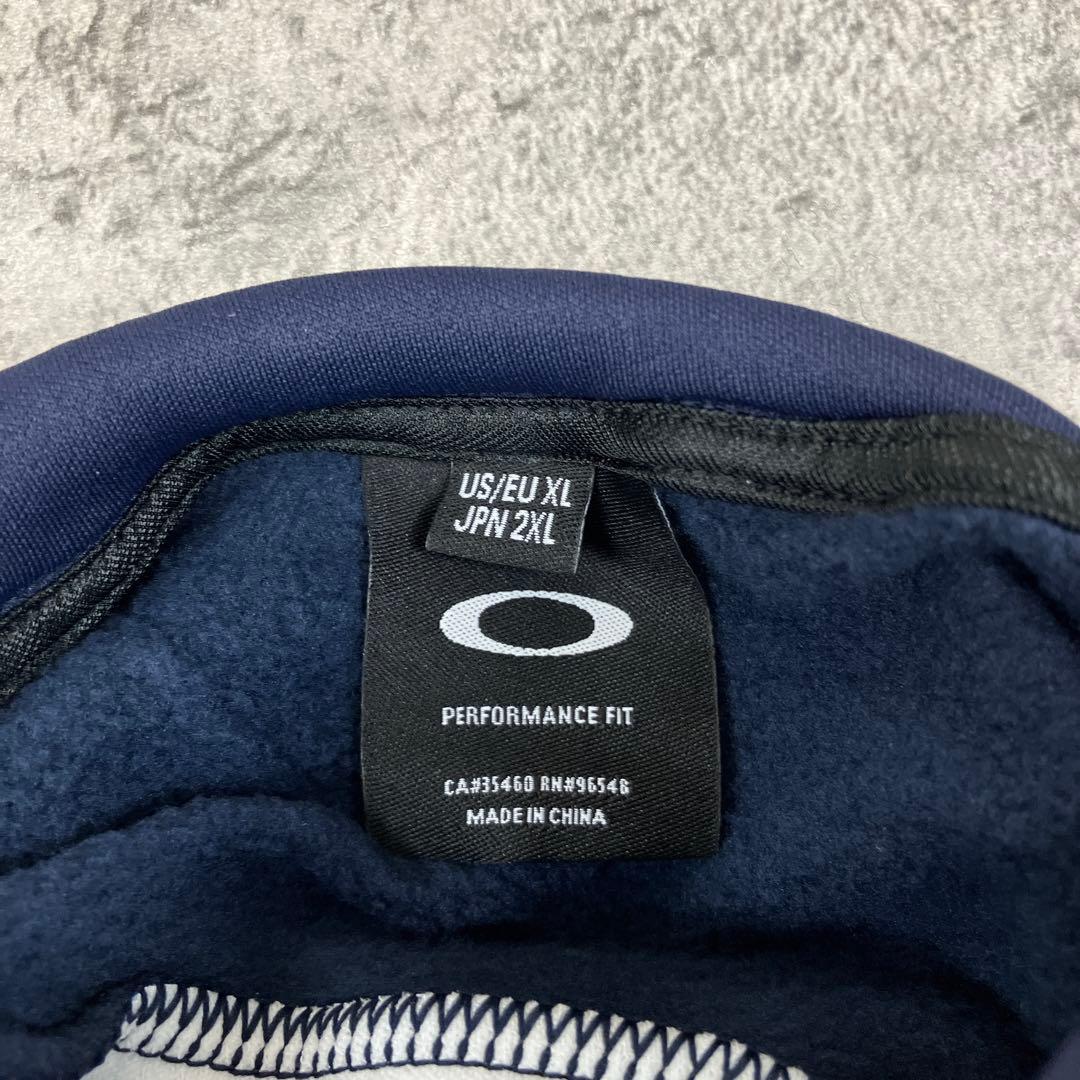 US/EU XL
JPN 2XL
PERFORMANCE FIT
CA#35460 RN#96548
MADE IN CHINA